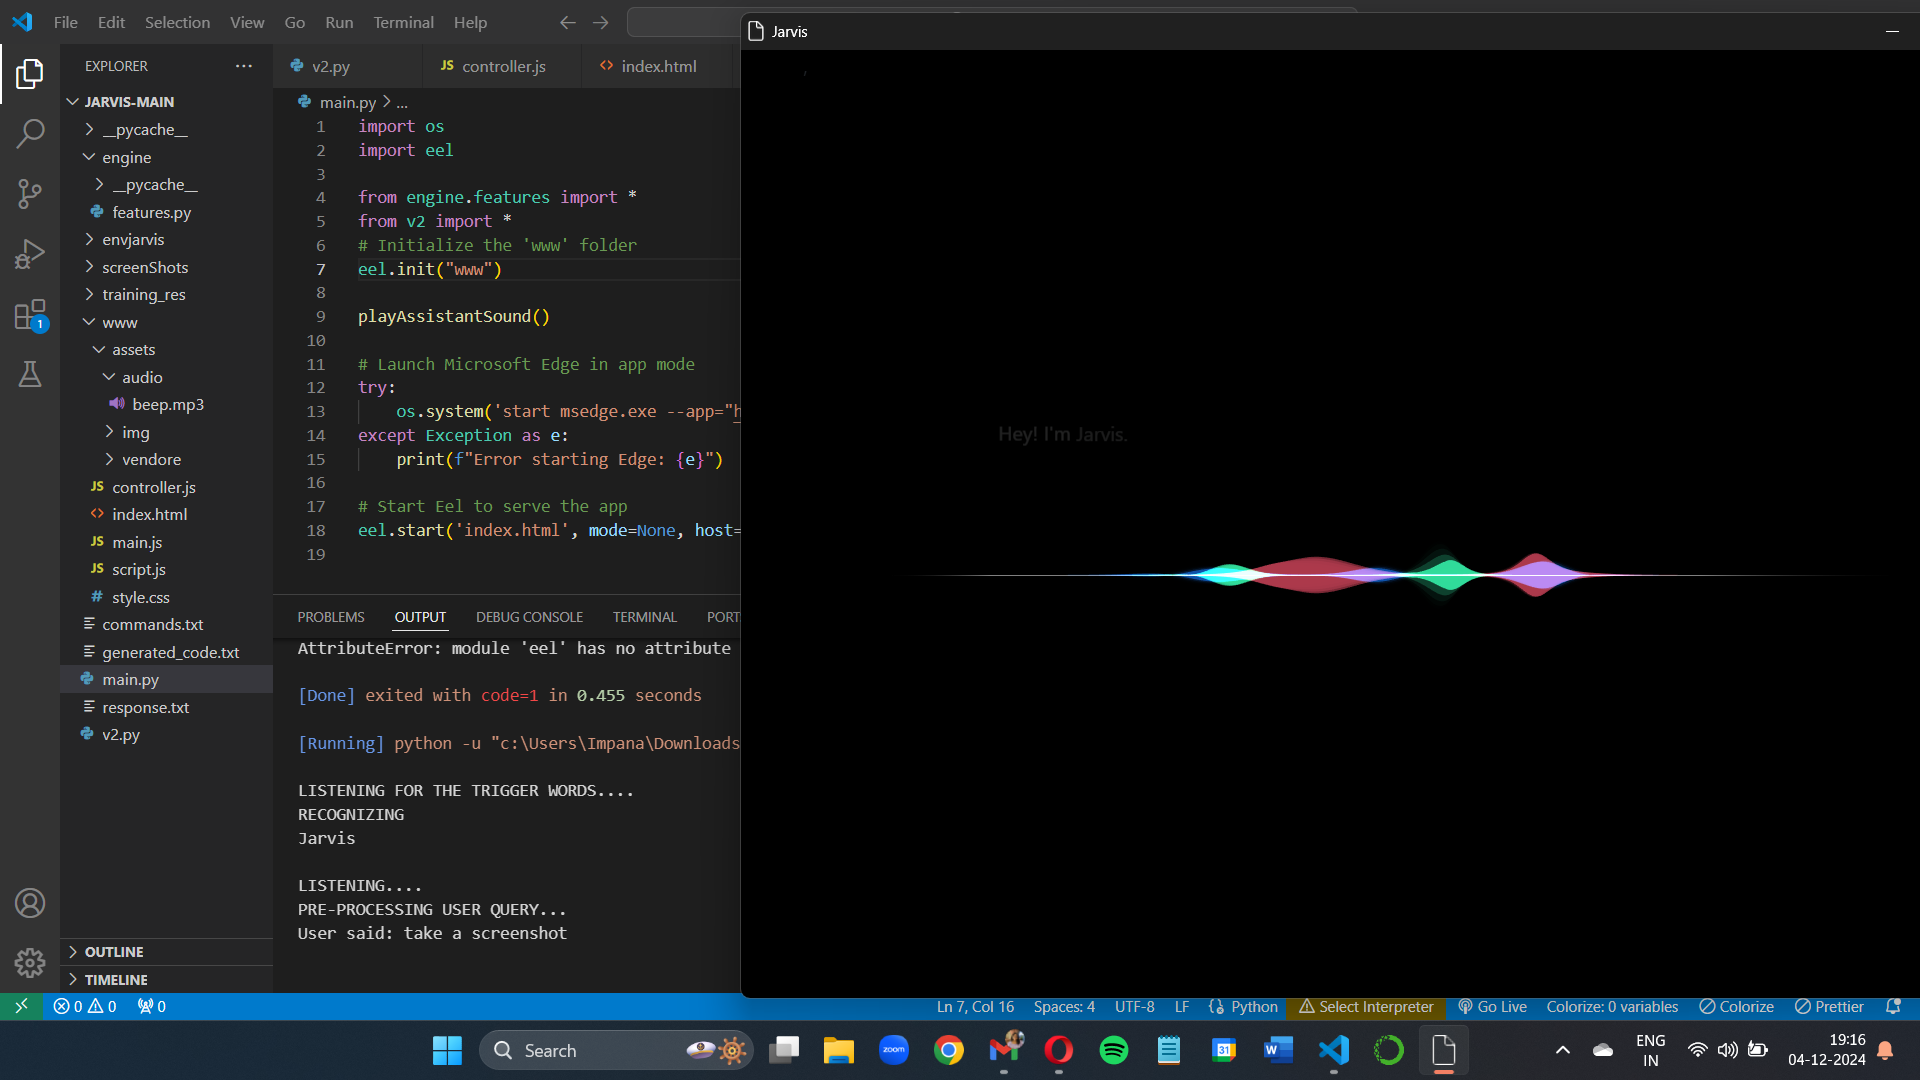 File Edit Selection View Go Run Terminal Help
Jarvis
EXPLORER
v2.py
JS controller.js
index.html
JARVIS-MAIN
__pycache__
engine
__pycache__
features.py
envjarvis
screenShots
training_res
www
assets
audio
beep.mp3
img
vendore
JS controller.js
index.html
JS main.js
JS script.js
# style.css
commands.txt
generated_code.txt
main.py
response.txt
v2.py
OUTLINE
TIMELINE
1
main.py > ...
1 import os
2 import eel
3
4 from engine.features import *
5 from v2 import *
6 # Initialize the 'www' folder
7 eel.init("www")
8
9 playAssistantSound()
10
11 # Launch Microsoft Edge in app mode
12 try:
13 os.system('start msedge.exe --app="h
14 except Exception as e:
15 print(f"Error starting Edge: {e}")
16
17 # Start Eel to serve the app
18 eel.start('index.html', mode=None, host=
19
PROBLEMS OUTPUT DEBUG CONSOLE TERMINAL PORT
AttributeError: module 'eel' has no attribute
[Done] exited with code=1 in 0.455 seconds
[Running] python -u "c:\Users\Impana\Downloads
LISTENING FOR THE TRIGGER WORDS....
RECOGNIZING
Jarvis
LISTENING....
PRE-PROCESSING USER QUERY...
User said: take a screenshot
Hey! I'm Jarvis.
0 0 0
Ln 7, Col 16 Spaces: 4 UTF-8 LF Python Select Interpreter Go Live Colorize: 0 variables Colorize Prettier
Search
zoom
31
W
ENG
IN
19:16
04-12-2024